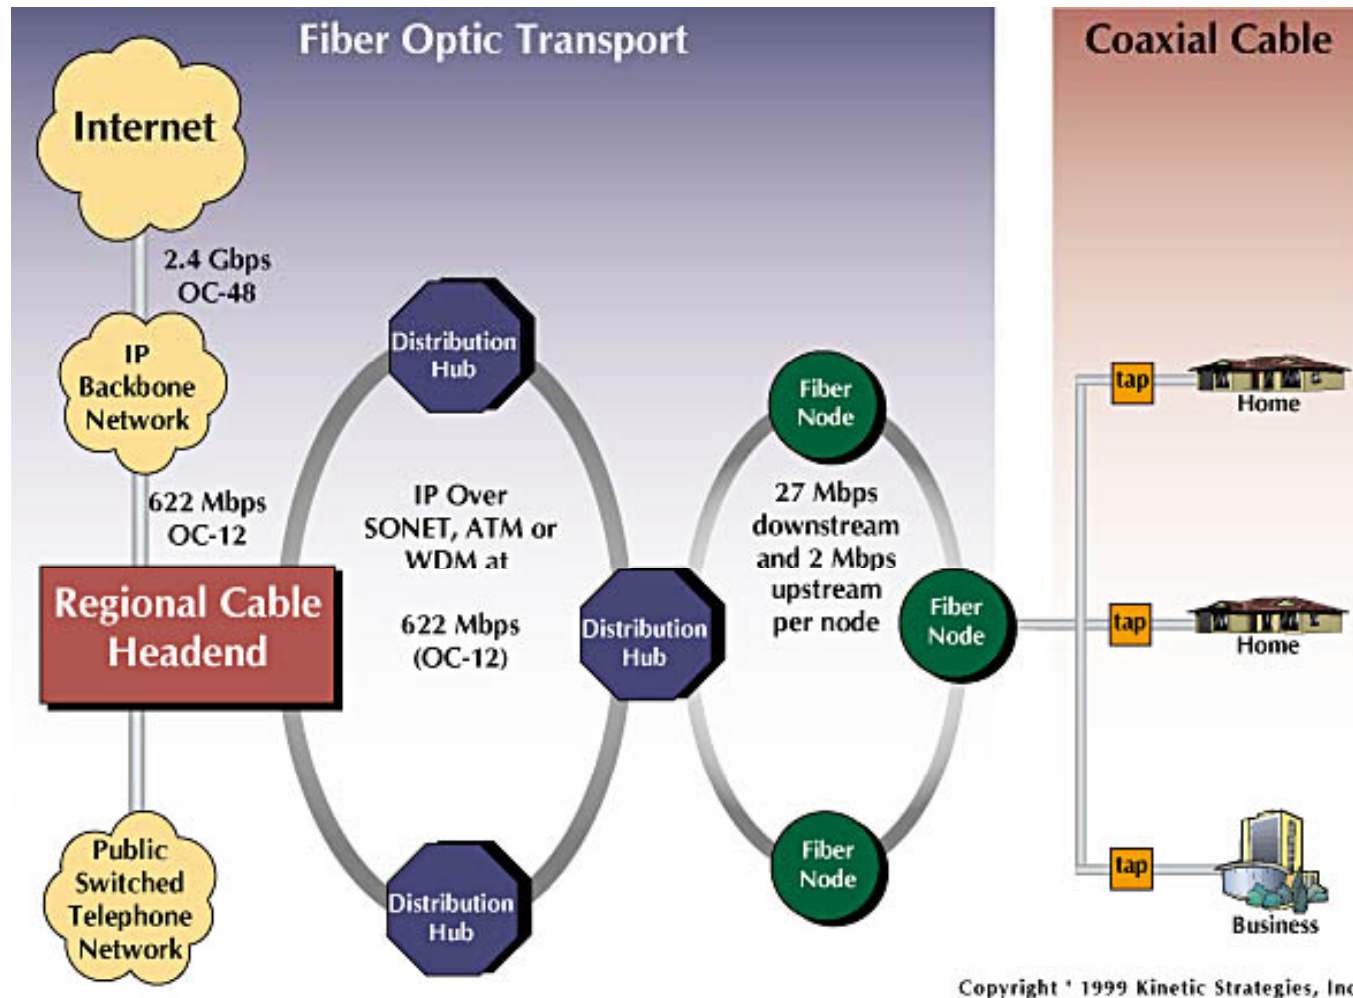 Fiber Optic Transport
Coaxial Cable
Internet
2.4 Gbps
OC-48
IP
Backbone
Network
622 Mbps
OC-12
Regional Cable
Headend
Public
Switched
Telephone
Network
Distribution
Hub
IP Over
SONET, ATM or
WDM at
622 Mbps
(OC-12)
Distribution
Hub
Distribution
Hub
Fiber
Node
27 Mbps
downstream
and 2 Mbps
upstream
per node
Fiber
Node
Fiber
Node
tap
Home
tap
Home
tap
Business
Copyright ' 1999 Kinetic Strategies, Inc